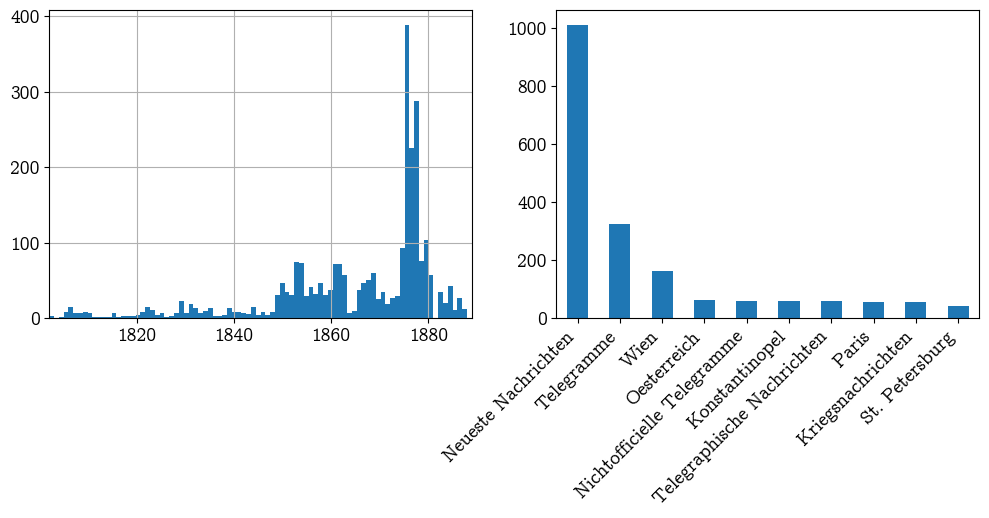 400
300
200
100
0
1820
1840
1860
1880
1000
800
600
400
200
0
Neueste Nachrichten
Telegramme
Wien
Oesterreich
Nichtofficielle Telegramme
Konstantinopel
Telegraphische Nachrichten
Paris
Kriegsnachrichten
St. Petersburg